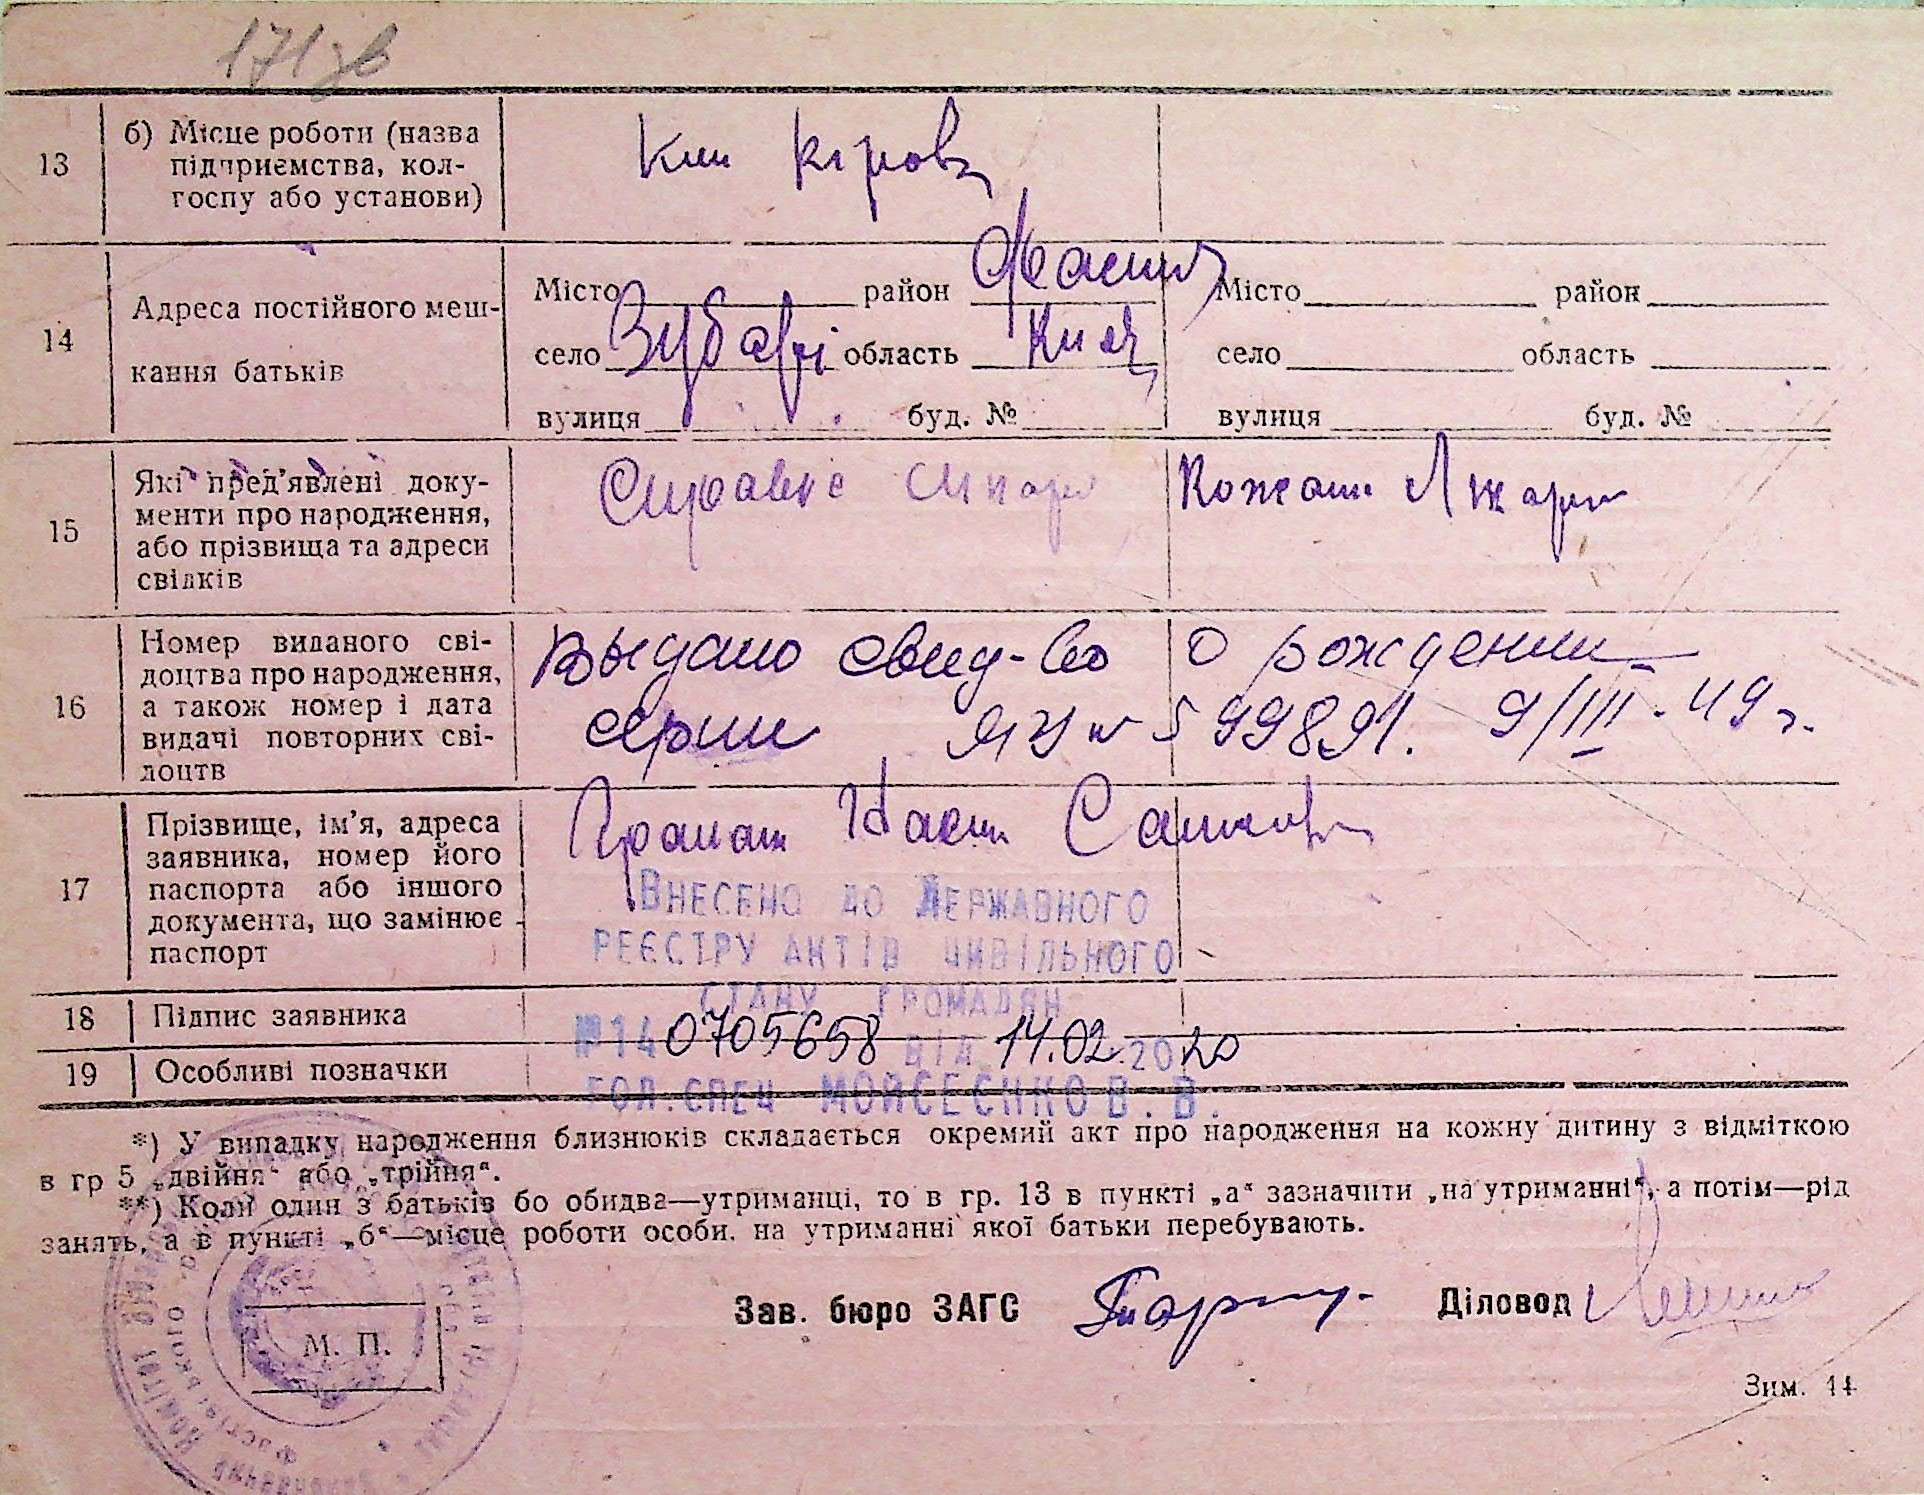 171зв
13
б) Місце роботи (назва
підприємства, кол-
госпу або установи)
14
Адреса постійного меш-
кання батьків
Місто район Місто район
село Зубарі область Київ село область
вулиця буд. № вулиця буд. №
15
Які пред'явлені доку-
менти про народження,
або прізвища та адреси
свідків
16
Номер виданого сві-
доцтва про народження,
а також номер і дата
видачі повторних сві-
доцтв
Выдано свид-во о рождении
серии ЯЦ № 599891. 9/III - 49 г.
17
Прізвище, ім'я, адреса
заявника, номер його
паспорта або іншого
документа, що замінює
паспорт
ВНЕСЕНО ДО ДЕРЖАВНОГО
РЕЄСТРУ АКТІВ ЦИВІЛЬНОГО
СТАНУ ГРОМАДЯН
18 Підпис заявника
№ 140705658 ВІД 14.02.2020
19 Особливі позначки
ГОЛ.СПЕЦ МОЙСЕЄНКО В.В.
*) У випадку народження близнюків складається окремий акт про народження на кожну дитину з відміткою
в гр 5 „двійня“ або „трійня“.
**) Коли один з батьків бо обидва—утриманці, то в гр. 13 в пункті „а“ зазначити „на утриманні“, а потім—рід
занять, а в пункті „б“—місце роботи особи, на утриманні якої батьки перебувають.
Зав. бюро ЗАГС Діловод
М. П.
Зим. 14